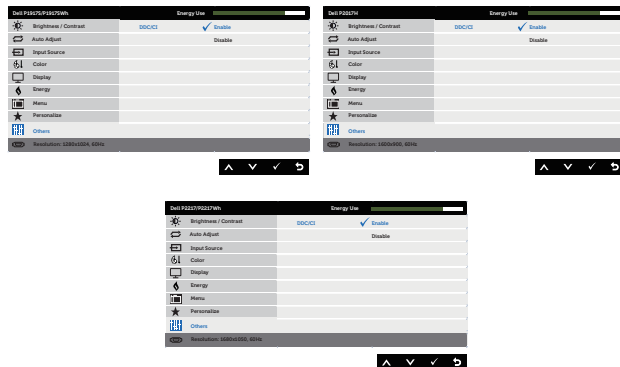 Dell P1917S/P1917SWh Energy Use
Brightness / Contrast DDC/CI Enable
Auto Adjust Disable
Input Source
Color
Display
Energy
Menu
Personalize
Others
Resolution: 1280x1024, 60Hz
Dell P2017H Energy Use
Brightness / Contrast DDC/CI Enable
Auto Adjust Disable
Input Source
Color
Display
Energy
Menu
Personalize
Others
Resolution: 1600x900, 60Hz
Dell P2217/P2217Wh Energy Use
Brightness / Contrast DDC/CI Enable
Auto Adjust Disable
Input Source
Color
Display
Energy
Menu
Personalize
Others
Resolution: 1680x1050, 60Hz